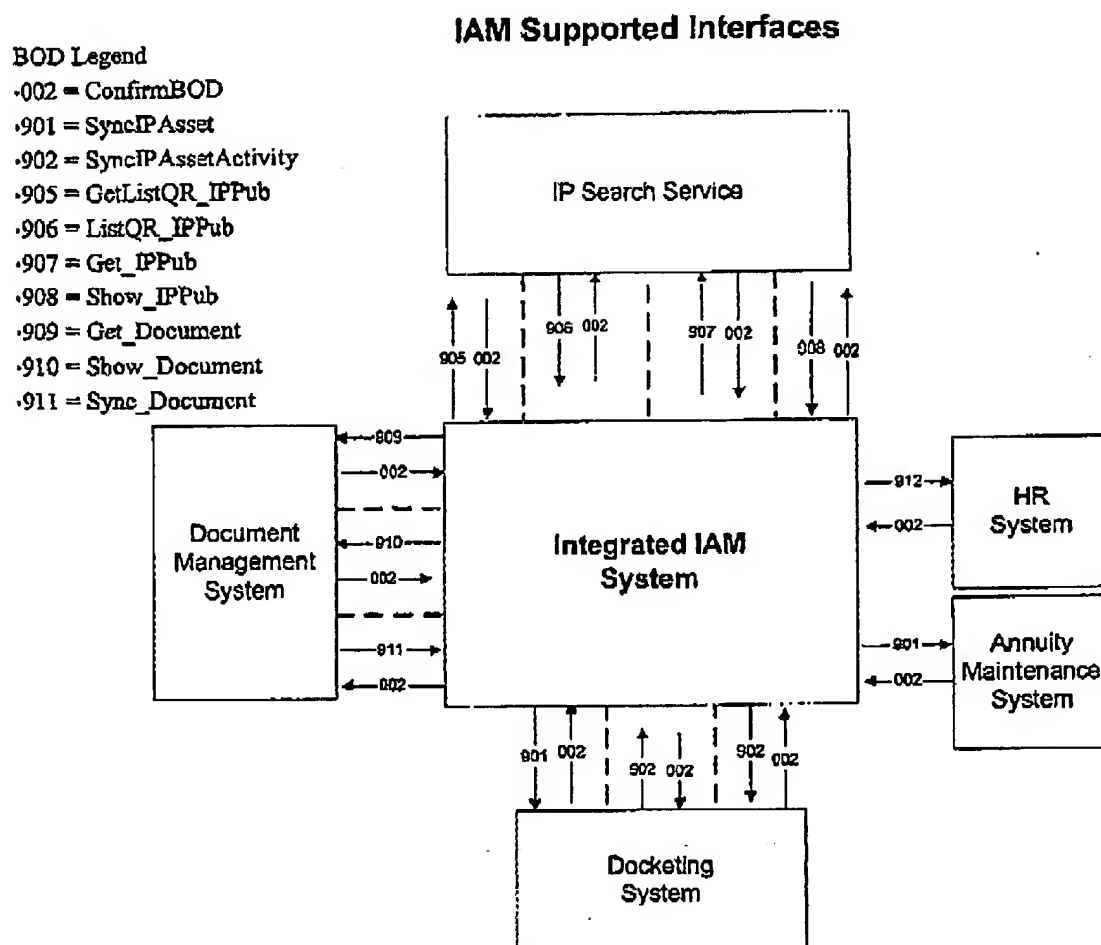 IAM Supported Interfaces
BOD Legend
·002 = ConfirmBOD
·901 = SyncIPAsset
·902 = SyncIPAssetActivity
·905 = GetListQR_IPPub
·906 = ListQR_IPPub
·907 = Get_IPPub
·908 = Show_IPPub
·909 = Get_Document
·910 = Show_Document
·911 = Sync_Document
IP Search Service
905 002 906 002 907 002 908 002
909
002
910
002
911
002
Document
Management
System
Integrated IAM
System
912
002
HR
System
901
002
Annuity
Maintenance
System
901 002 902 002 902 002
Docketing
System